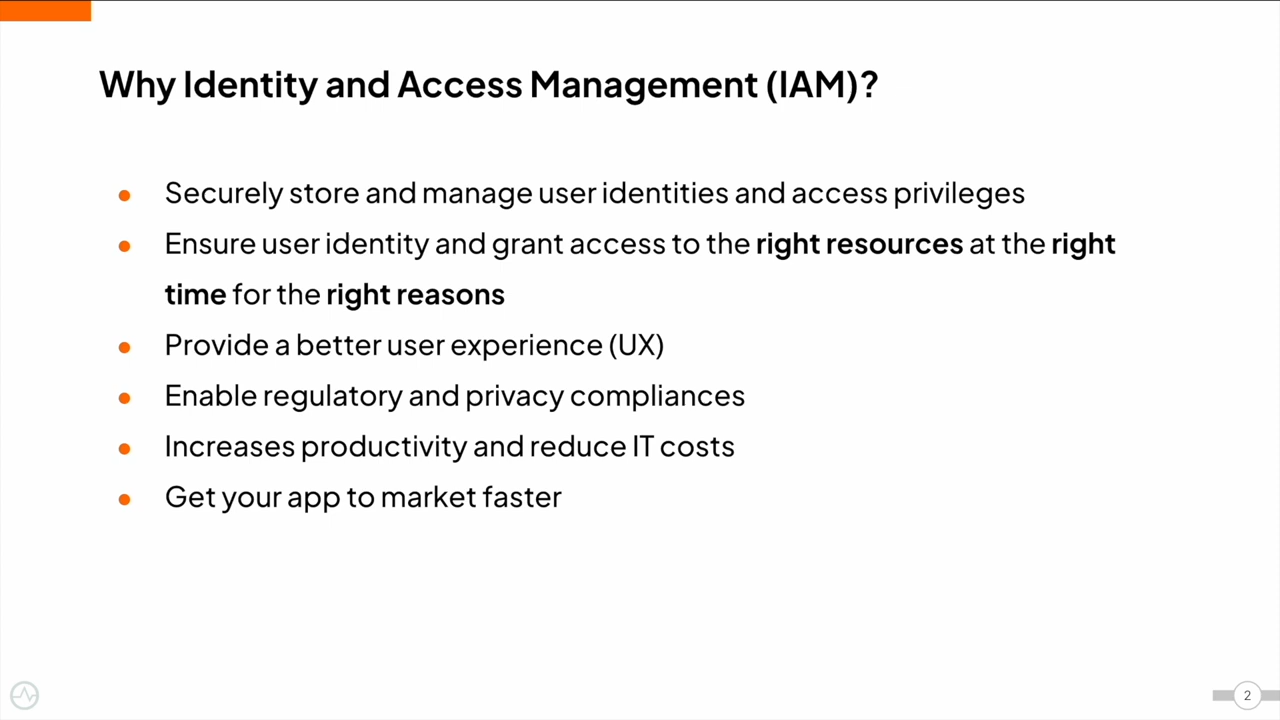 Why Identity and Access Management (IAM)?
● Securely store and manage user identities and access privileges
● Ensure user identity and grant access to the right resources at the right
time for the right reasons
● Provide a better user experience (UX)
● Enable regulatory and privacy compliances
● Increases productivity and reduce IT costs
● Get your app to market faster
2